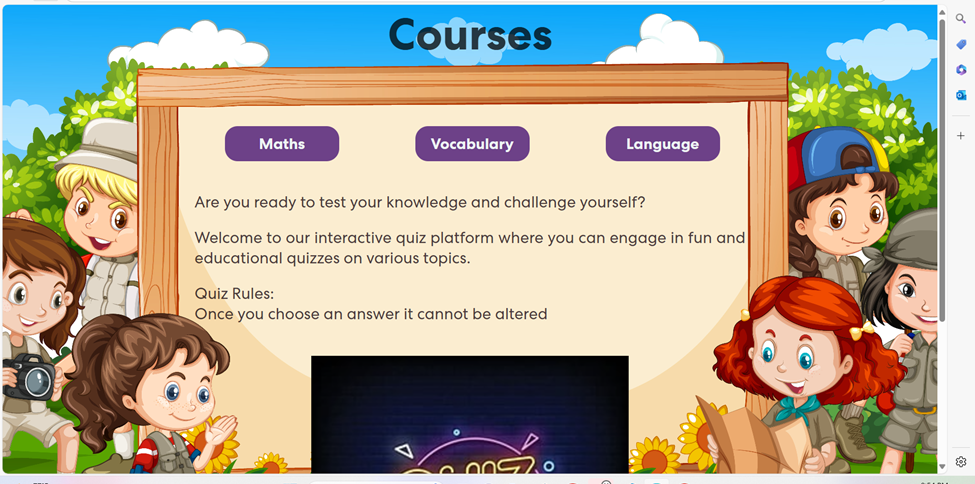 Courses
Maths
Vocabulary
Language
Are you ready to test your knowledge and challenge yourself?
Welcome to our interactive quiz platform where you can engage in fun and
educational quizzes on various topics.
Quiz Rules:
Once you choose an answer it cannot be altered